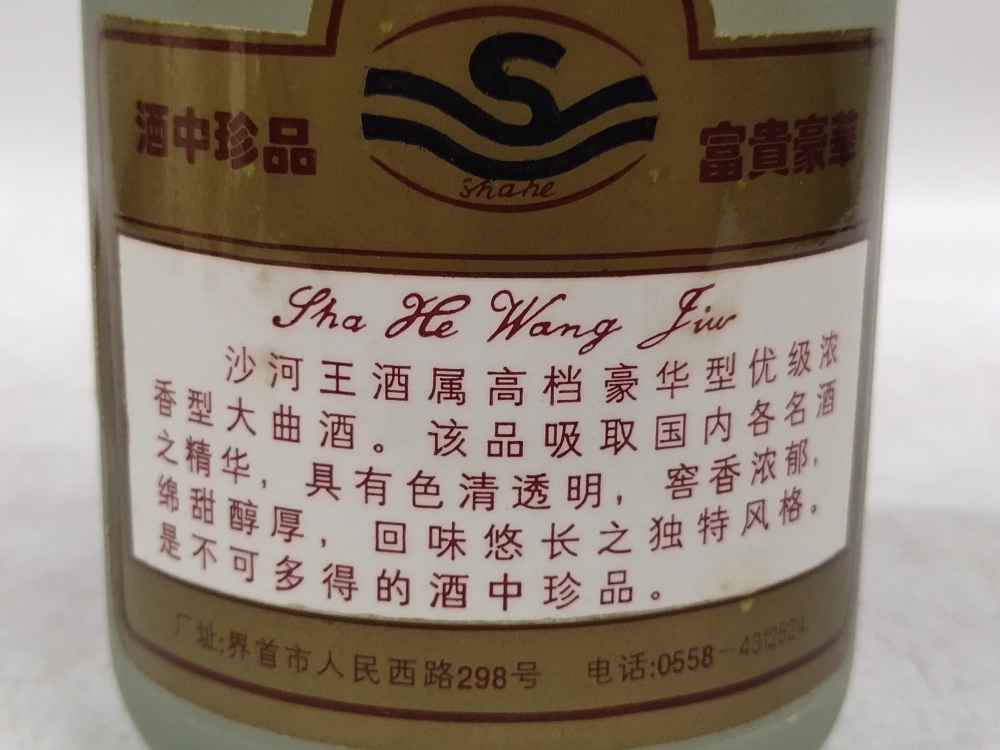 S
酒中珍品
富貴豪華
shahe
Sha He Wang Jiu
沙河王酒属高档豪华型优级浓
香型大曲酒。该品吸取国内各名酒
之精华，具有色清透明，窖香浓郁，
绵甜醇厚，回味悠长之独特风格。
是不可多得的酒中珍品。
厂址:界首市人民西路298号
电话:0558-4312624